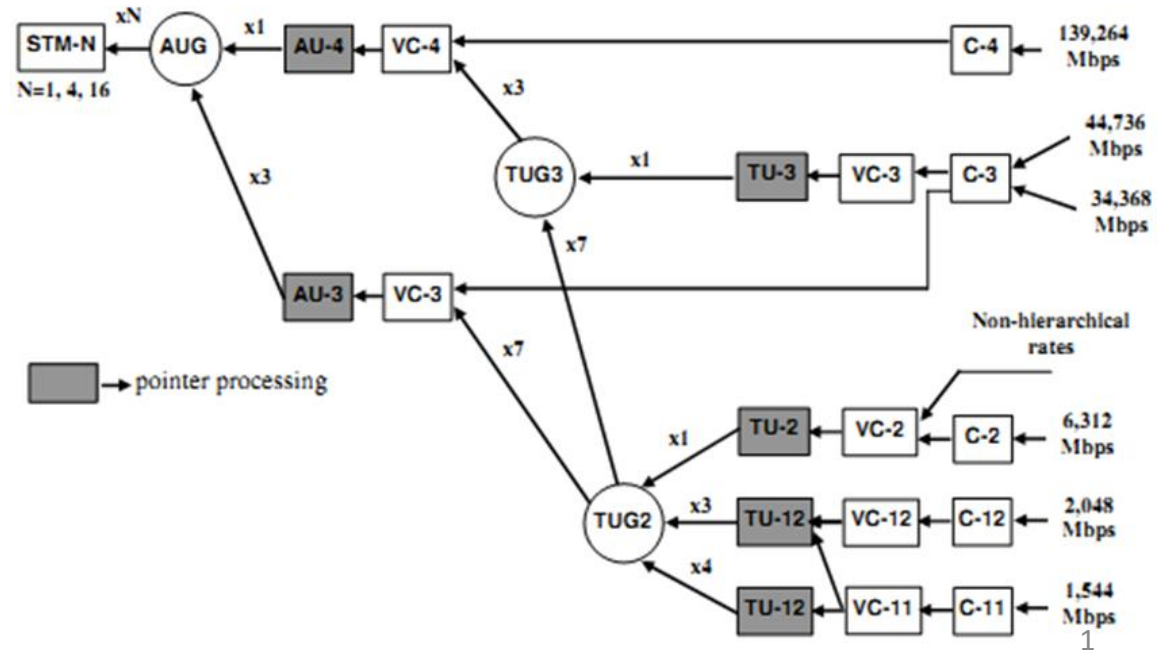 xN
STM-N
N=1, 4, 16
AUG
x1
AU-4
VC-4
C-4
139,264
Mbps
x3
TUG3
x1
TU-3
VC-3
C-3
44,736
Mbps
34,368
Mbps
x3
x7
AU-3
VC-3
x7
pointer processing
Non-hierarchical
rates
x1
TU-2
VC-2
C-2
6,312
Mbps
TUG2
x3
TU-12
VC-12
C-12
2,048
Mbps
x4
TU-12
VC-11
C-11
1,544
Mbps
1